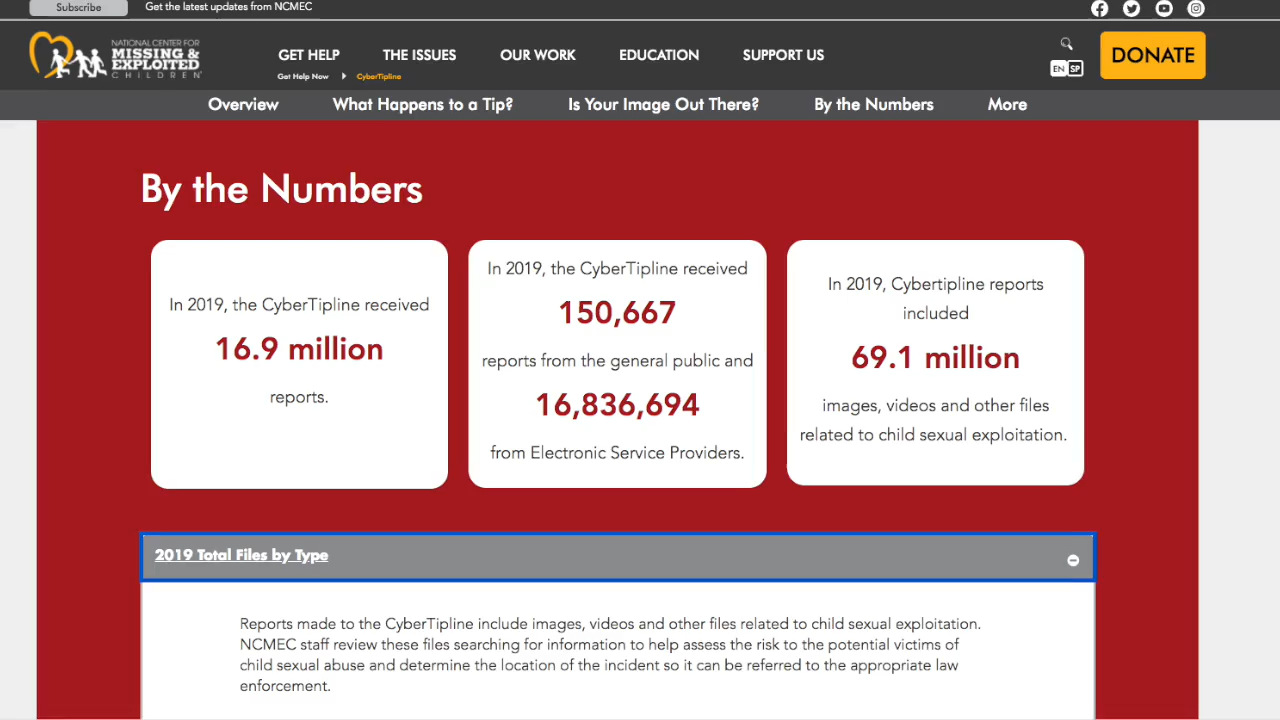 Subscribe
Get the latest updates from NCMEC
NATIONAL CENTER FOR
MISSING &
EXPLOITED
CHILDREN
GET HELP
THE ISSUES
OUR WORK
EDUCATION
SUPPORT US
DONATE
Get Help Now
CyberTipline
EN
SP
Overview
What Happens to a Tip?
Is Your Image Out There?
By the Numbers
More
By the Numbers
In 2019, the CyberTipline received
16.9 million
reports.
In 2019, the CyberTipline received
150,667
reports from the general public and
16,836,694
from Electronic Service Providers.
In 2019, Cybertipline reports
included
69.1 million
images, videos and other files
related to child sexual exploitation.
2019 Total Files by Type
Reports made to the CyberTipline include images, videos and other files related to child sexual exploitation.
NCMEC staff review these files searching for information to help assess the risk to the potential victims of
child sexual abuse and determine the location of the incident so it can be referred to the appropriate law
enforcement.